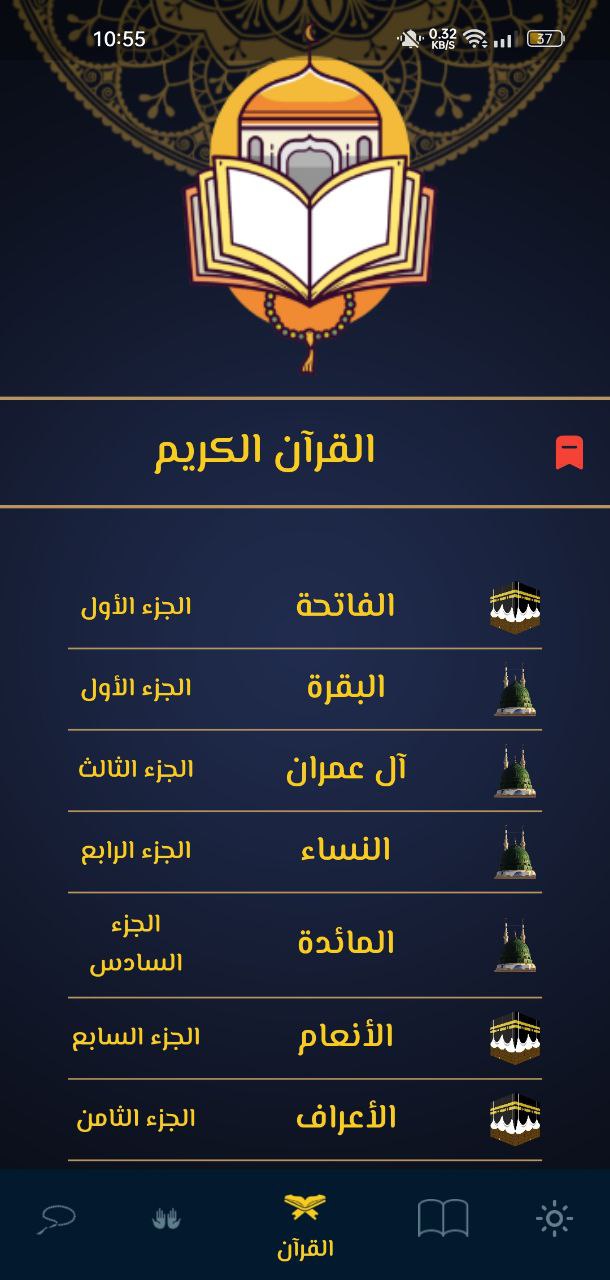 10:55
0.32
KB/S
37
القرآن الكريم
الفاتحة
الجزء الأول
البقرة
الجزء الأول
آل عمران
الجزء الثالث
النساء
الجزء الرابع
المائدة
الجزء
السادس
الأنعام
الجزء السابع
الأعراف
الجزء الثامن
القرآن